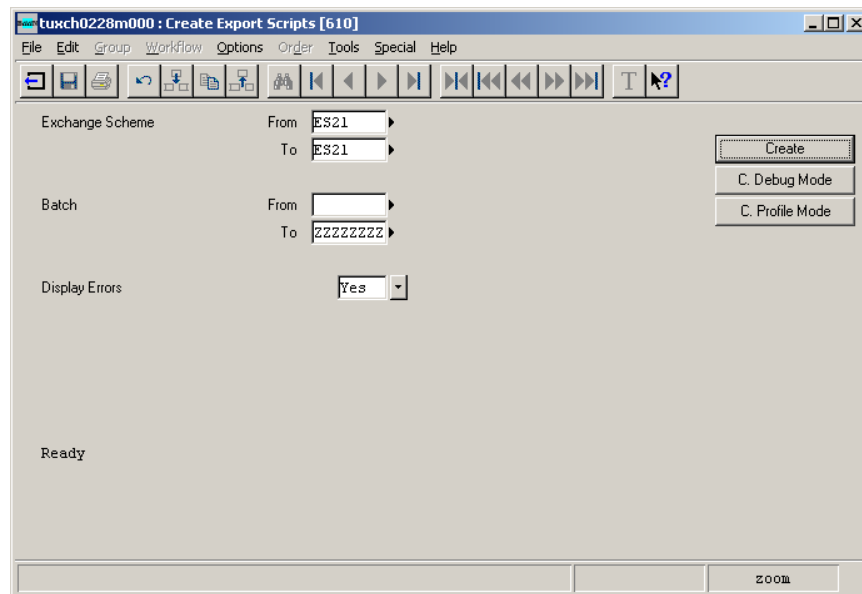 tuxch0228m000 : Create Export Scripts [610]
File Edit Group Workflow Options Order Tools Special Help
T ?
Exchange Scheme From ES21
To ES21
Create
C. Debug Mode
Batch From
C. Profile Mode
To ZZZZZZZZ
Display Errors Yes
Ready
zoom